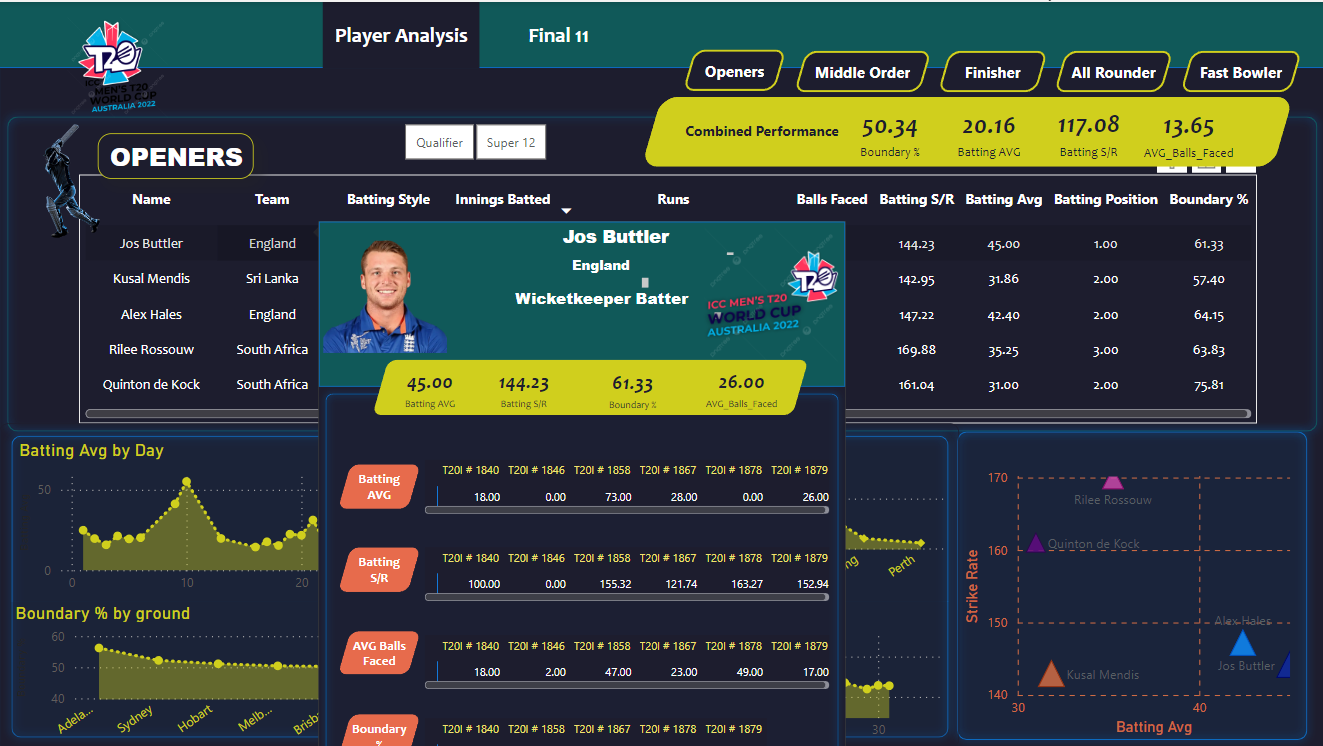 Player Analysis
Final 11
T20
ICC MEN'S T20
WORLD CUP
AUSTRALIA 2022
Openers
Middle Order
Finisher
All Rounder
Fast Bowler
Combined Performance
50.34
Boundary %
20.16
Batting AVG
117.08
Batting S/R
13.65
AVG_Balls_Faced
OPENERS
Qualifier
Super 12
Name Team Batting Style Innings Batted Runs Balls Faced Batting S/R Batting Avg Batting Position Boundary %
Jos Buttler England 144.23 45.00 1.00 61.33
Kusal Mendis Sri Lanka 142.95 31.86 2.00 57.40
Alex Hales England 147.22 42.40 2.00 64.15
Rilee Rossouw South Africa 169.88 35.25 3.00 63.83
Quinton de Kock South Africa 161.04 31.00 2.00 75.81
Jos Buttler
England
Wicketkeeper Batter
T20
ICC MEN'S T20
WORLD CUP
AUSTRALIA 2022
45.00 144.23 61.33 26.00
Batting AVG Batting S/R Boundary % AVG_Balls_Faced
Batting
AVG
T20I # 1840 T20I # 1846 T20I # 1858 T20I # 1867 T20I # 1878 T20I # 1879
18.00 0.00 73.00 28.00 0.00 26.00
Batting
S/R
T20I # 1840 T20I # 1846 T20I # 1858 T20I # 1867 T20I # 1878 T20I # 1879
100.00 0.00 155.32 121.74 163.27 152.94
AVG Balls
Faced
T20I # 1840 T20I # 1846 T20I # 1858 T20I # 1867 T20I # 1878 T20I # 1879
18.00 2.00 47.00 23.00 49.00 17.00
Boundary
%
T20I # 1840 T20I # 1858 T20I # 1867 T20I # 1878 T20I # 1879
Batting Avg by Day
50
0
0 10 20
Boundary % by ground
60
50
40
Adela...
Sydney
Hobart
Melb...
Brisb
ng
Perth
30
Strike Rate
170
160
150
140
30 40
Batting Avg
Rilee Rossouw
Quinton de Kock
Alex Hales
Jos Buttler
Kusal Mendis